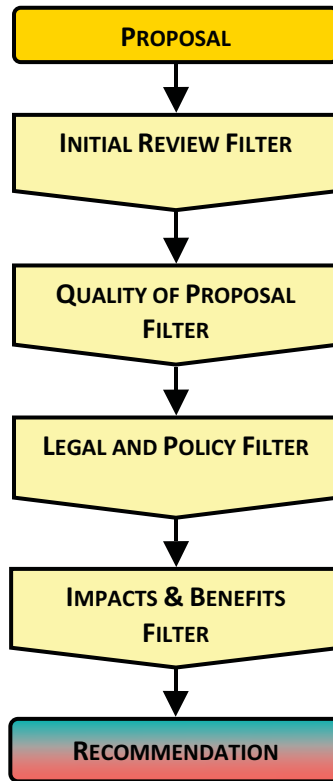 PROPOSAL
INITIAL REVIEW FILTER
QUALITY OF PROPOSAL
FILTER
LEGAL AND POLICY FILTER
IMPACTS & BENEFITS
FILTER
RECOMMENDATION